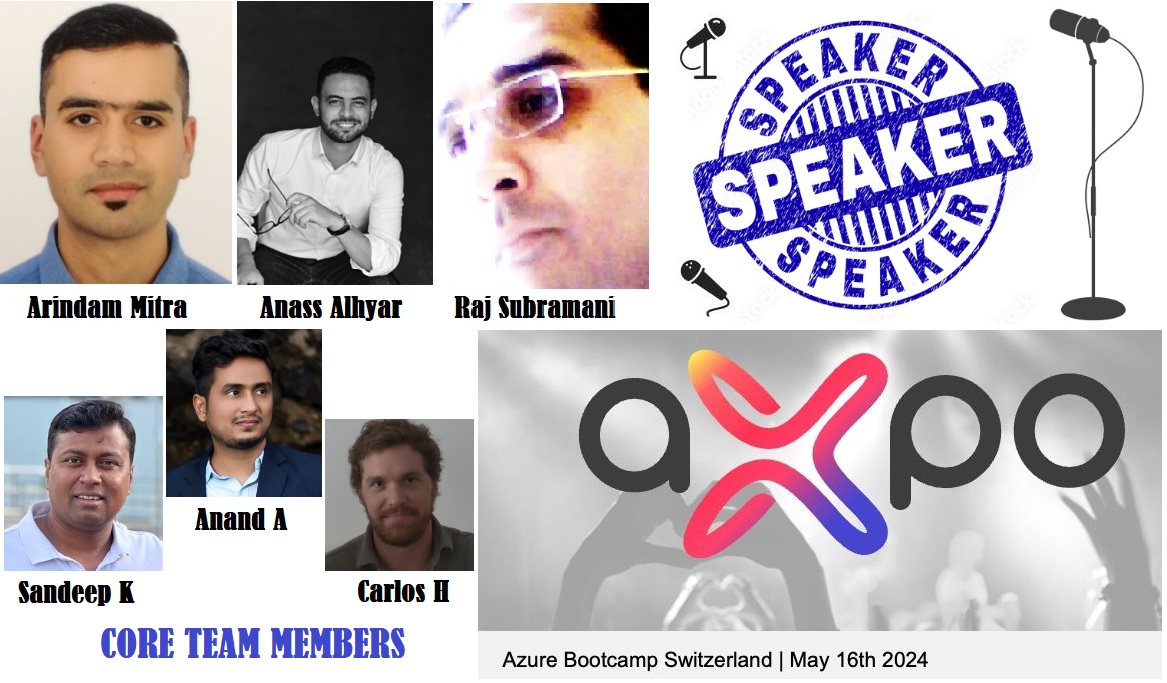 SPEAKER
SPEAKER
SPEAKER
Arindam Mitra
Anass Alhyar
Raj Subramani
axpo
Anand A
Sandeep K
Carlos H
CORE TEAM MEMBERS
Azure Bootcamp Switzerland | May 16th 2024